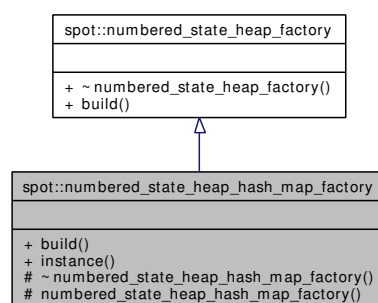 spot::numbered_state_heap_factory
+ ~numbered_state_heap_factory()
+ build()
spot::numbered_state_heap_hash_map_factory
+ build()
+ instance()
# ~numbered_state_heap_hash_map_factory()
# numbered_state_heap_hash_map_factory()